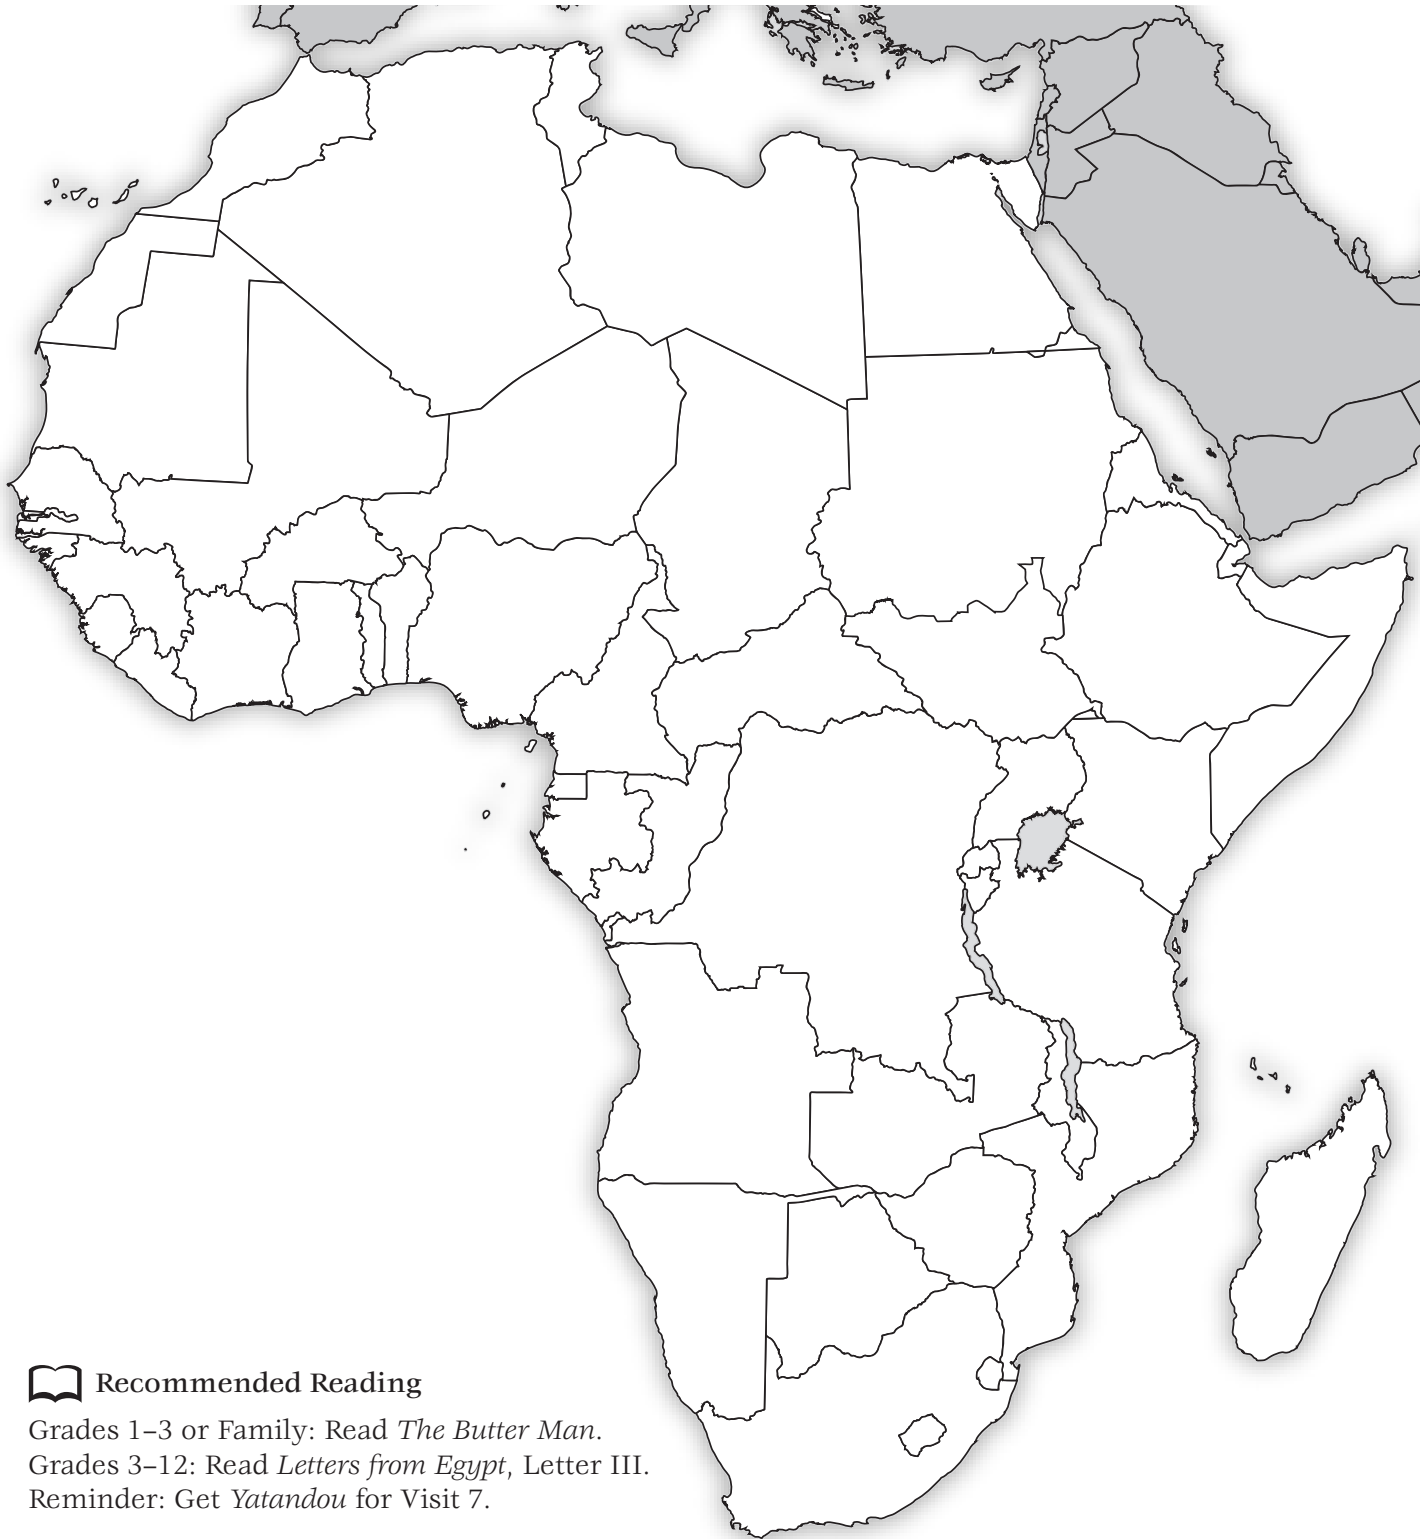 Recommended Reading
Grades 1–3 or Family: Read The Butter Man.
Grades 3–12: Read Letters from Egypt, Letter III.
Reminder: Get Yatandou for Visit 7.